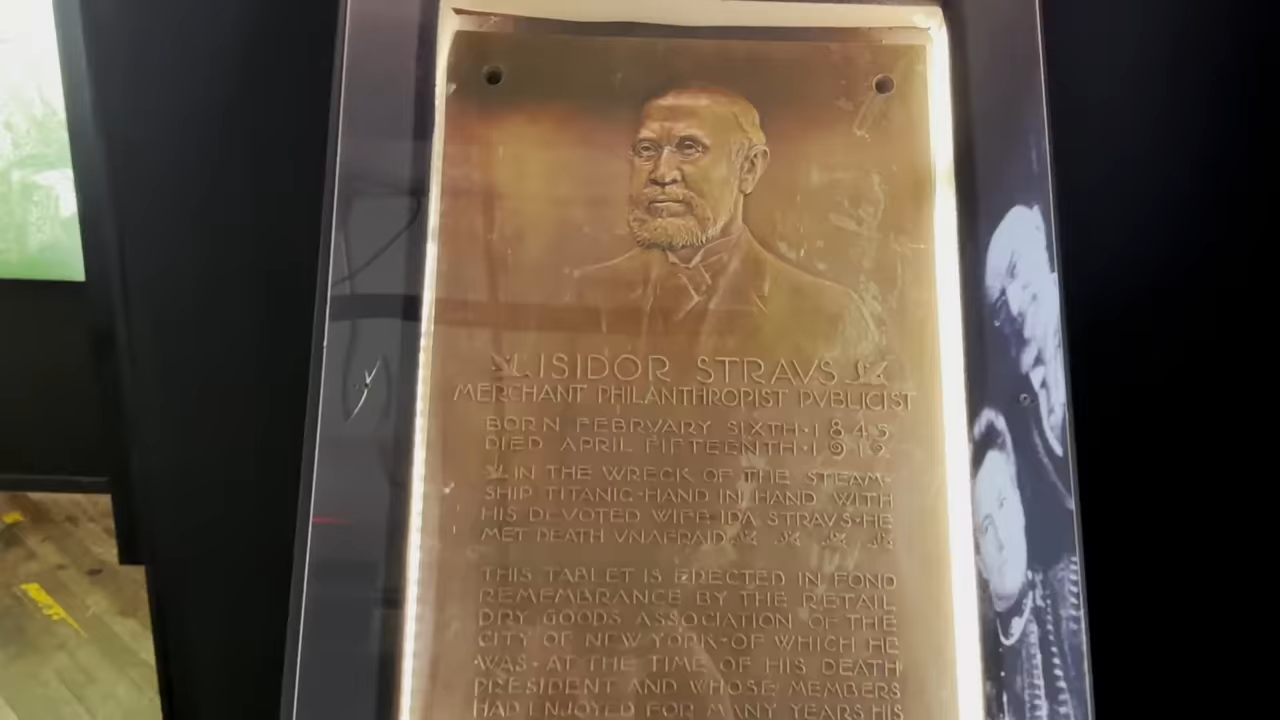 ISIDOR STRAVS
MERCHANT PHILANTHROPIST PVBLICIST
BORN FEBRVARY SIXTH·1845
DIED APRIL FIFTEENTH·1912
IN THE WRECK OF THE STEAM-
SHIP TITANIC·HAND IN HAND WITH
HIS DEVOTED WIFE·IDA STRAVS·HE
MET DEATH VNAFRAID
THIS TABLET IS ERECTED IN FOND
REMEMBRANCE BY THE RETAIL
DRY GOODS ASSOCIATION OF THE
CITY OF NEW YORK·OF WHICH HE
WAS·AT THE TIME OF HIS DEATH
PRESIDENT AND WHOSE MEMBERS
HAD ENJOYED FOR MANY YEARS HIS